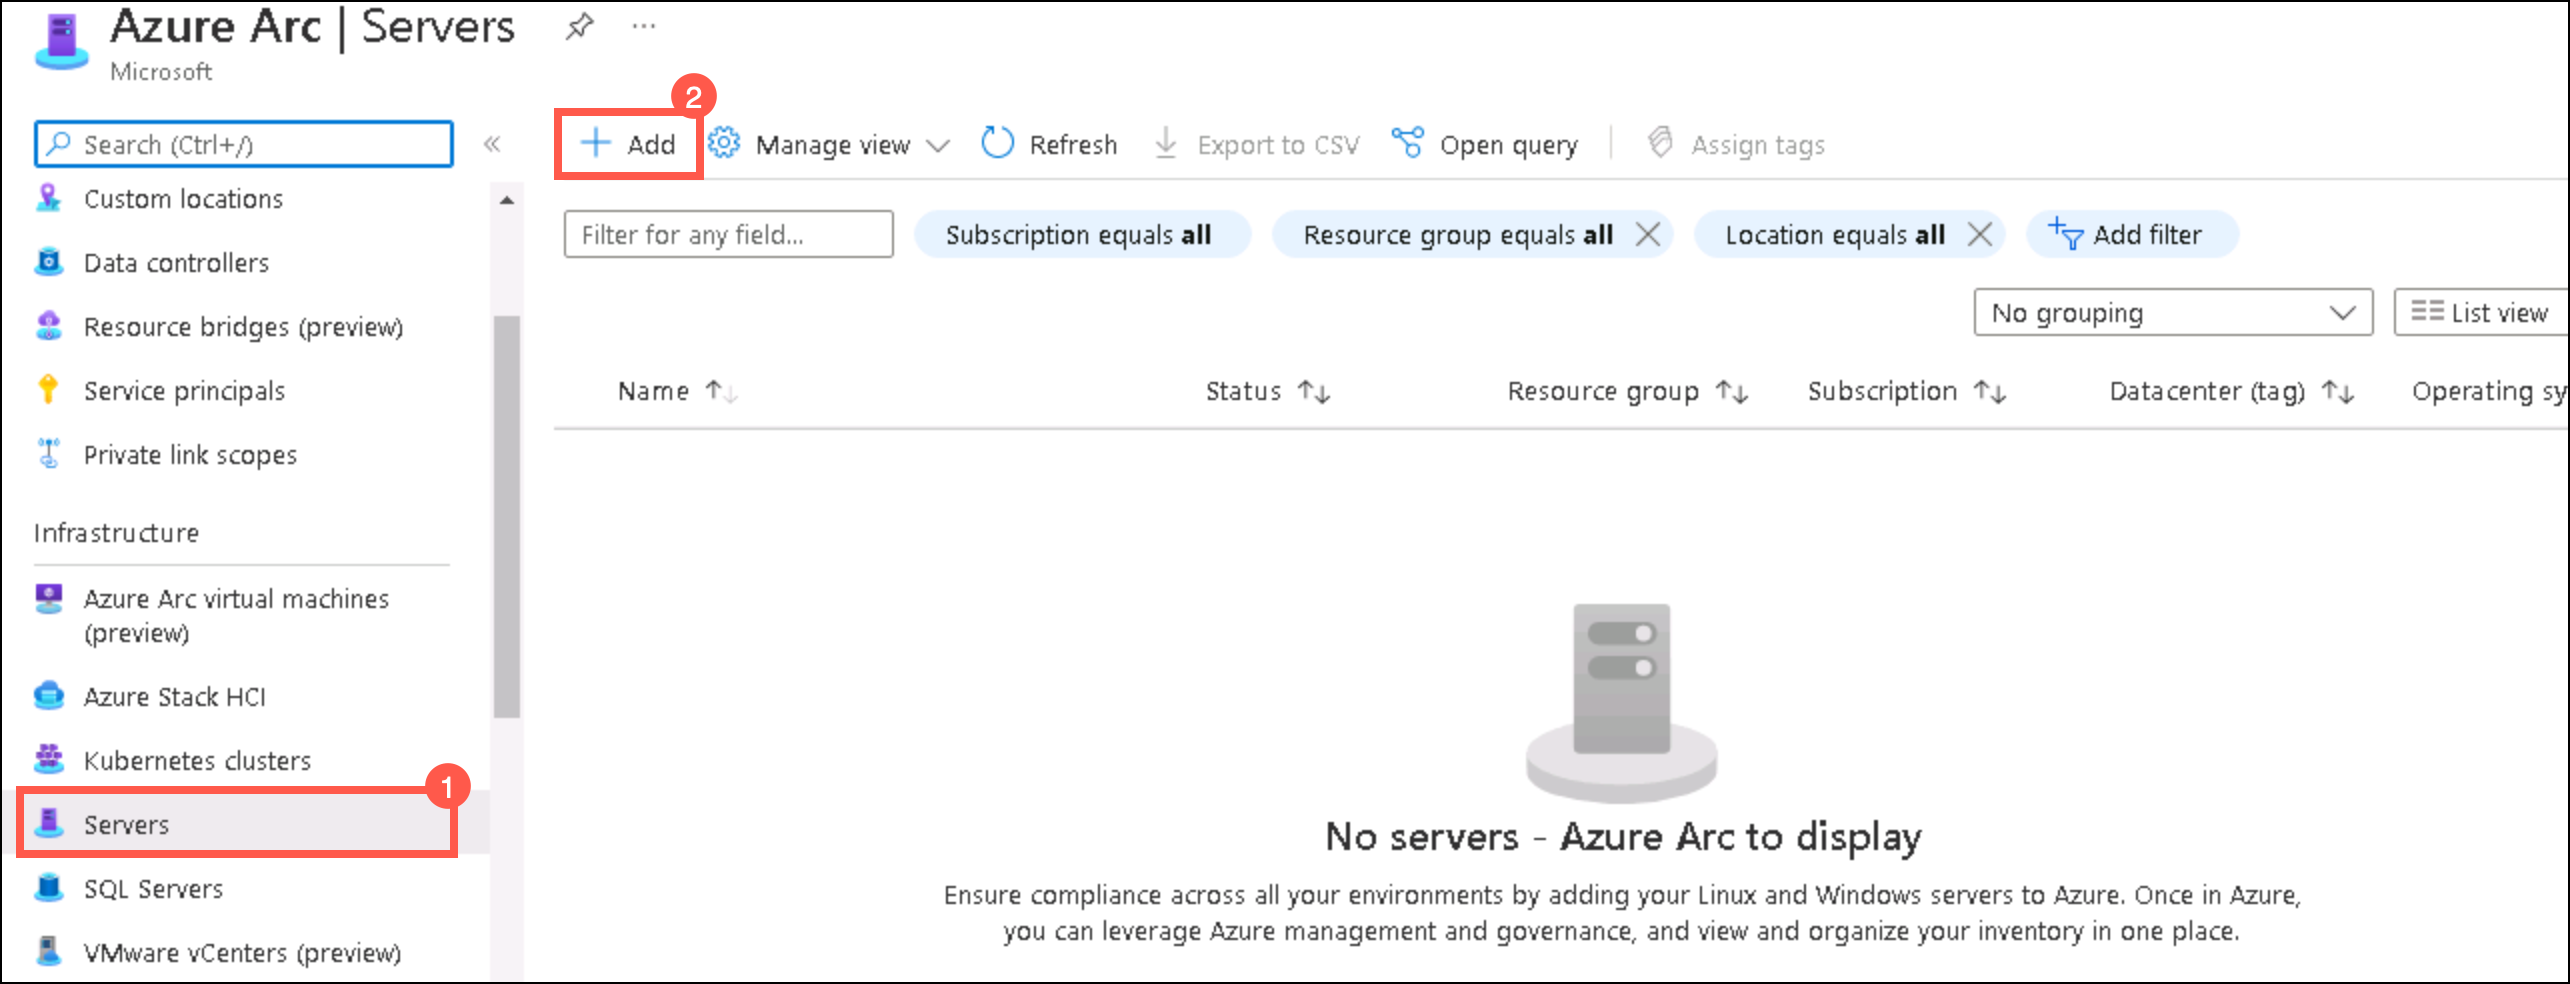 Azure Arc | Servers
...
Microsoft
Search (Ctrl+/)
«
Custom locations
Data controllers
Resource bridges (preview)
Service principals
Private link scopes
Infrastructure
Azure Arc virtual machines
(preview)
Azure Stack HCI
Kubernetes clusters
1
Servers
SQL Servers
VMware vCenters (preview)
2
Add Manage view Refresh Export to CSV Open query Assign tags
Filter for any field... Subscription equals all Resource group equals all Location equals all Add filter
No grouping List view
Name Status Resource group Subscription Datacenter (tag) Operating sy
No servers - Azure Arc to display
Ensure compliance across all your environments by adding your Linux and Windows servers to Azure. Once in Azure,
you can leverage Azure management and governance, and view and organize your inventory in one place.